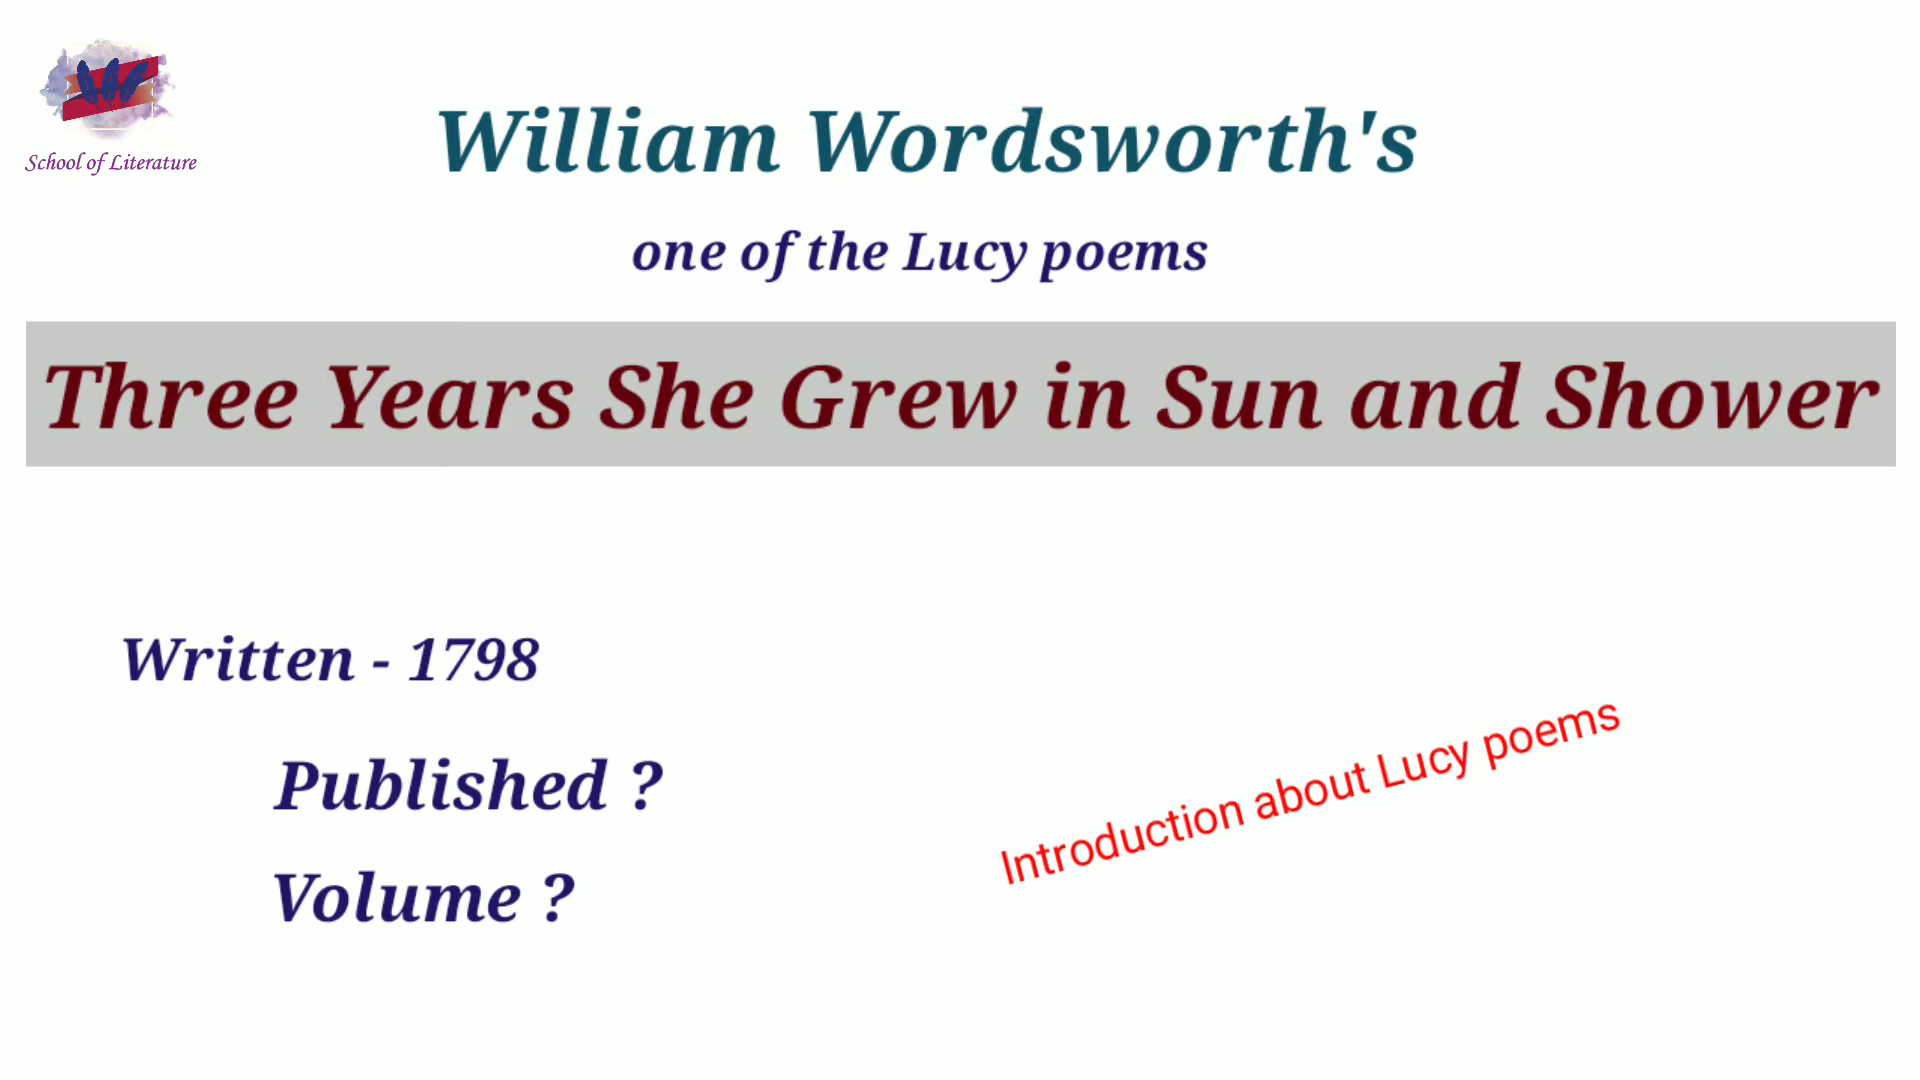 School of Literature
William Wordsworth's
one of the Lucy poems
Three Years She Grew in Sun and Shower
Written - 1798
Published ?
Volume ?
Introduction about Lucy poems